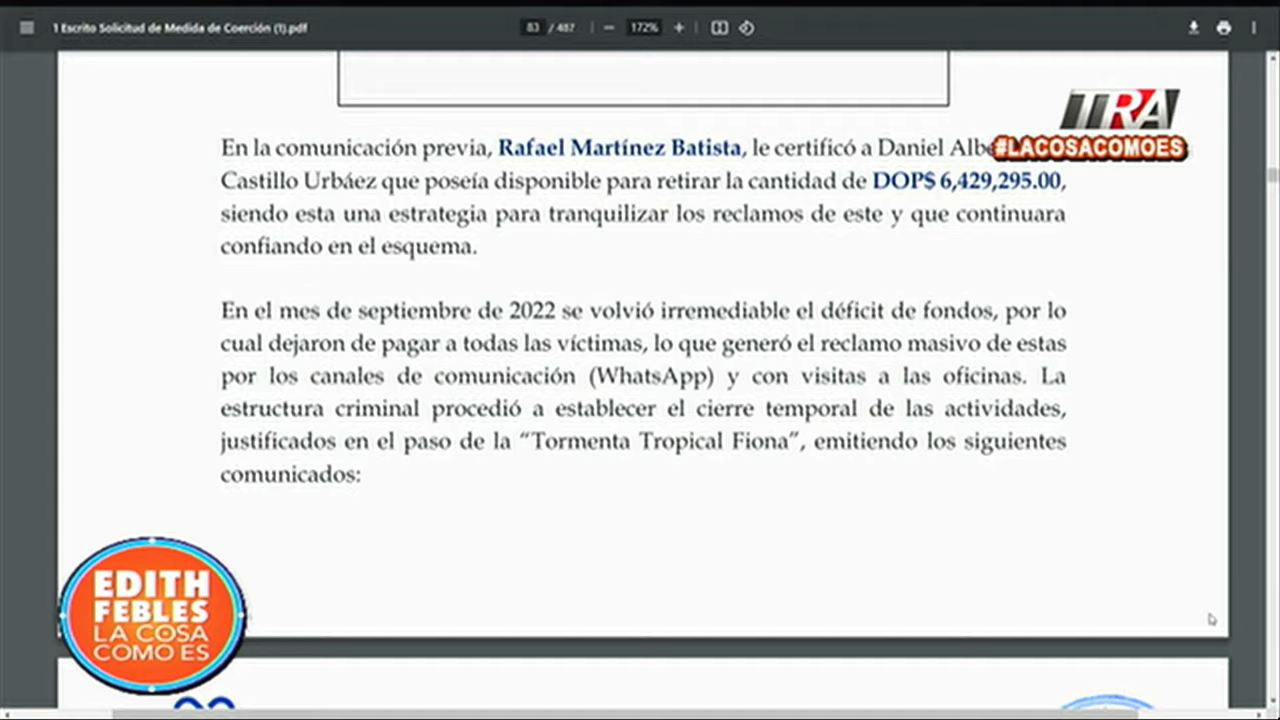 1 Escrito Solicitud de Medida de Coerción (1).pdf
83 / 487
172%
TRA
#LACOSACOMOES
En la comunicación previa, Rafael Martínez Batista, le certificó a Daniel
Castillo Urbáez que poseía disponible para retirar la cantidad de DOP$ 6,429,295.00,
siendo esta una estrategia para tranquilizar los reclamos de este y que continuara
confiando en el esquema.
En el mes de septiembre de 2022 se volvió irremediable el déficit de fondos, por lo
cual dejaron de pagar a todas las víctimas, lo que generó el reclamo masivo de estas
por los canales de comunicación (WhatsApp) y con visitas a las oficinas. La
estructura criminal procedió a establecer el cierre temporal de las actividades,
justificados en el paso de la “Tormenta Tropical Fiona”, emitiendo los siguientes
comunicados:
EDITH
FEBLES
LA COSA
COMO ES